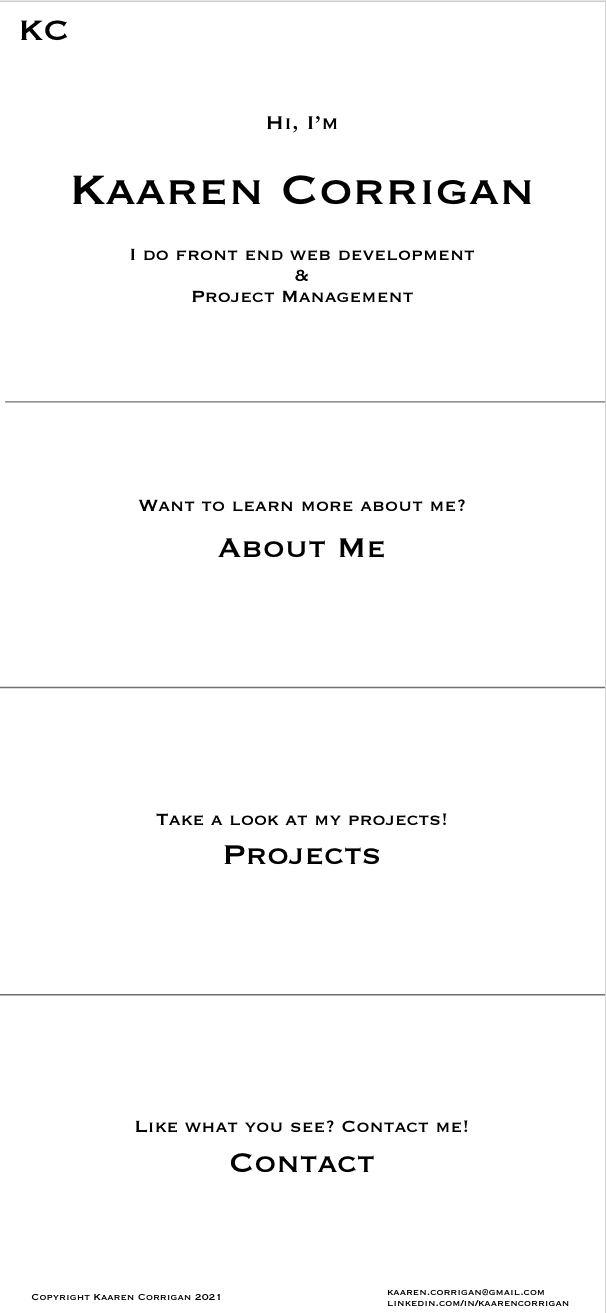 KC
Hi, I'm
Kaaren Corrigan
I do front end web development
&
Project Management
Want to learn more about me?
About Me
Take a look at my projects!
Projects
Like what you see? Contact me!
Contact
Copyright Kaaren Corrigan 2021
kaaren.corrigan@gmail.com
linkedin.com/in/kaarencorrigan